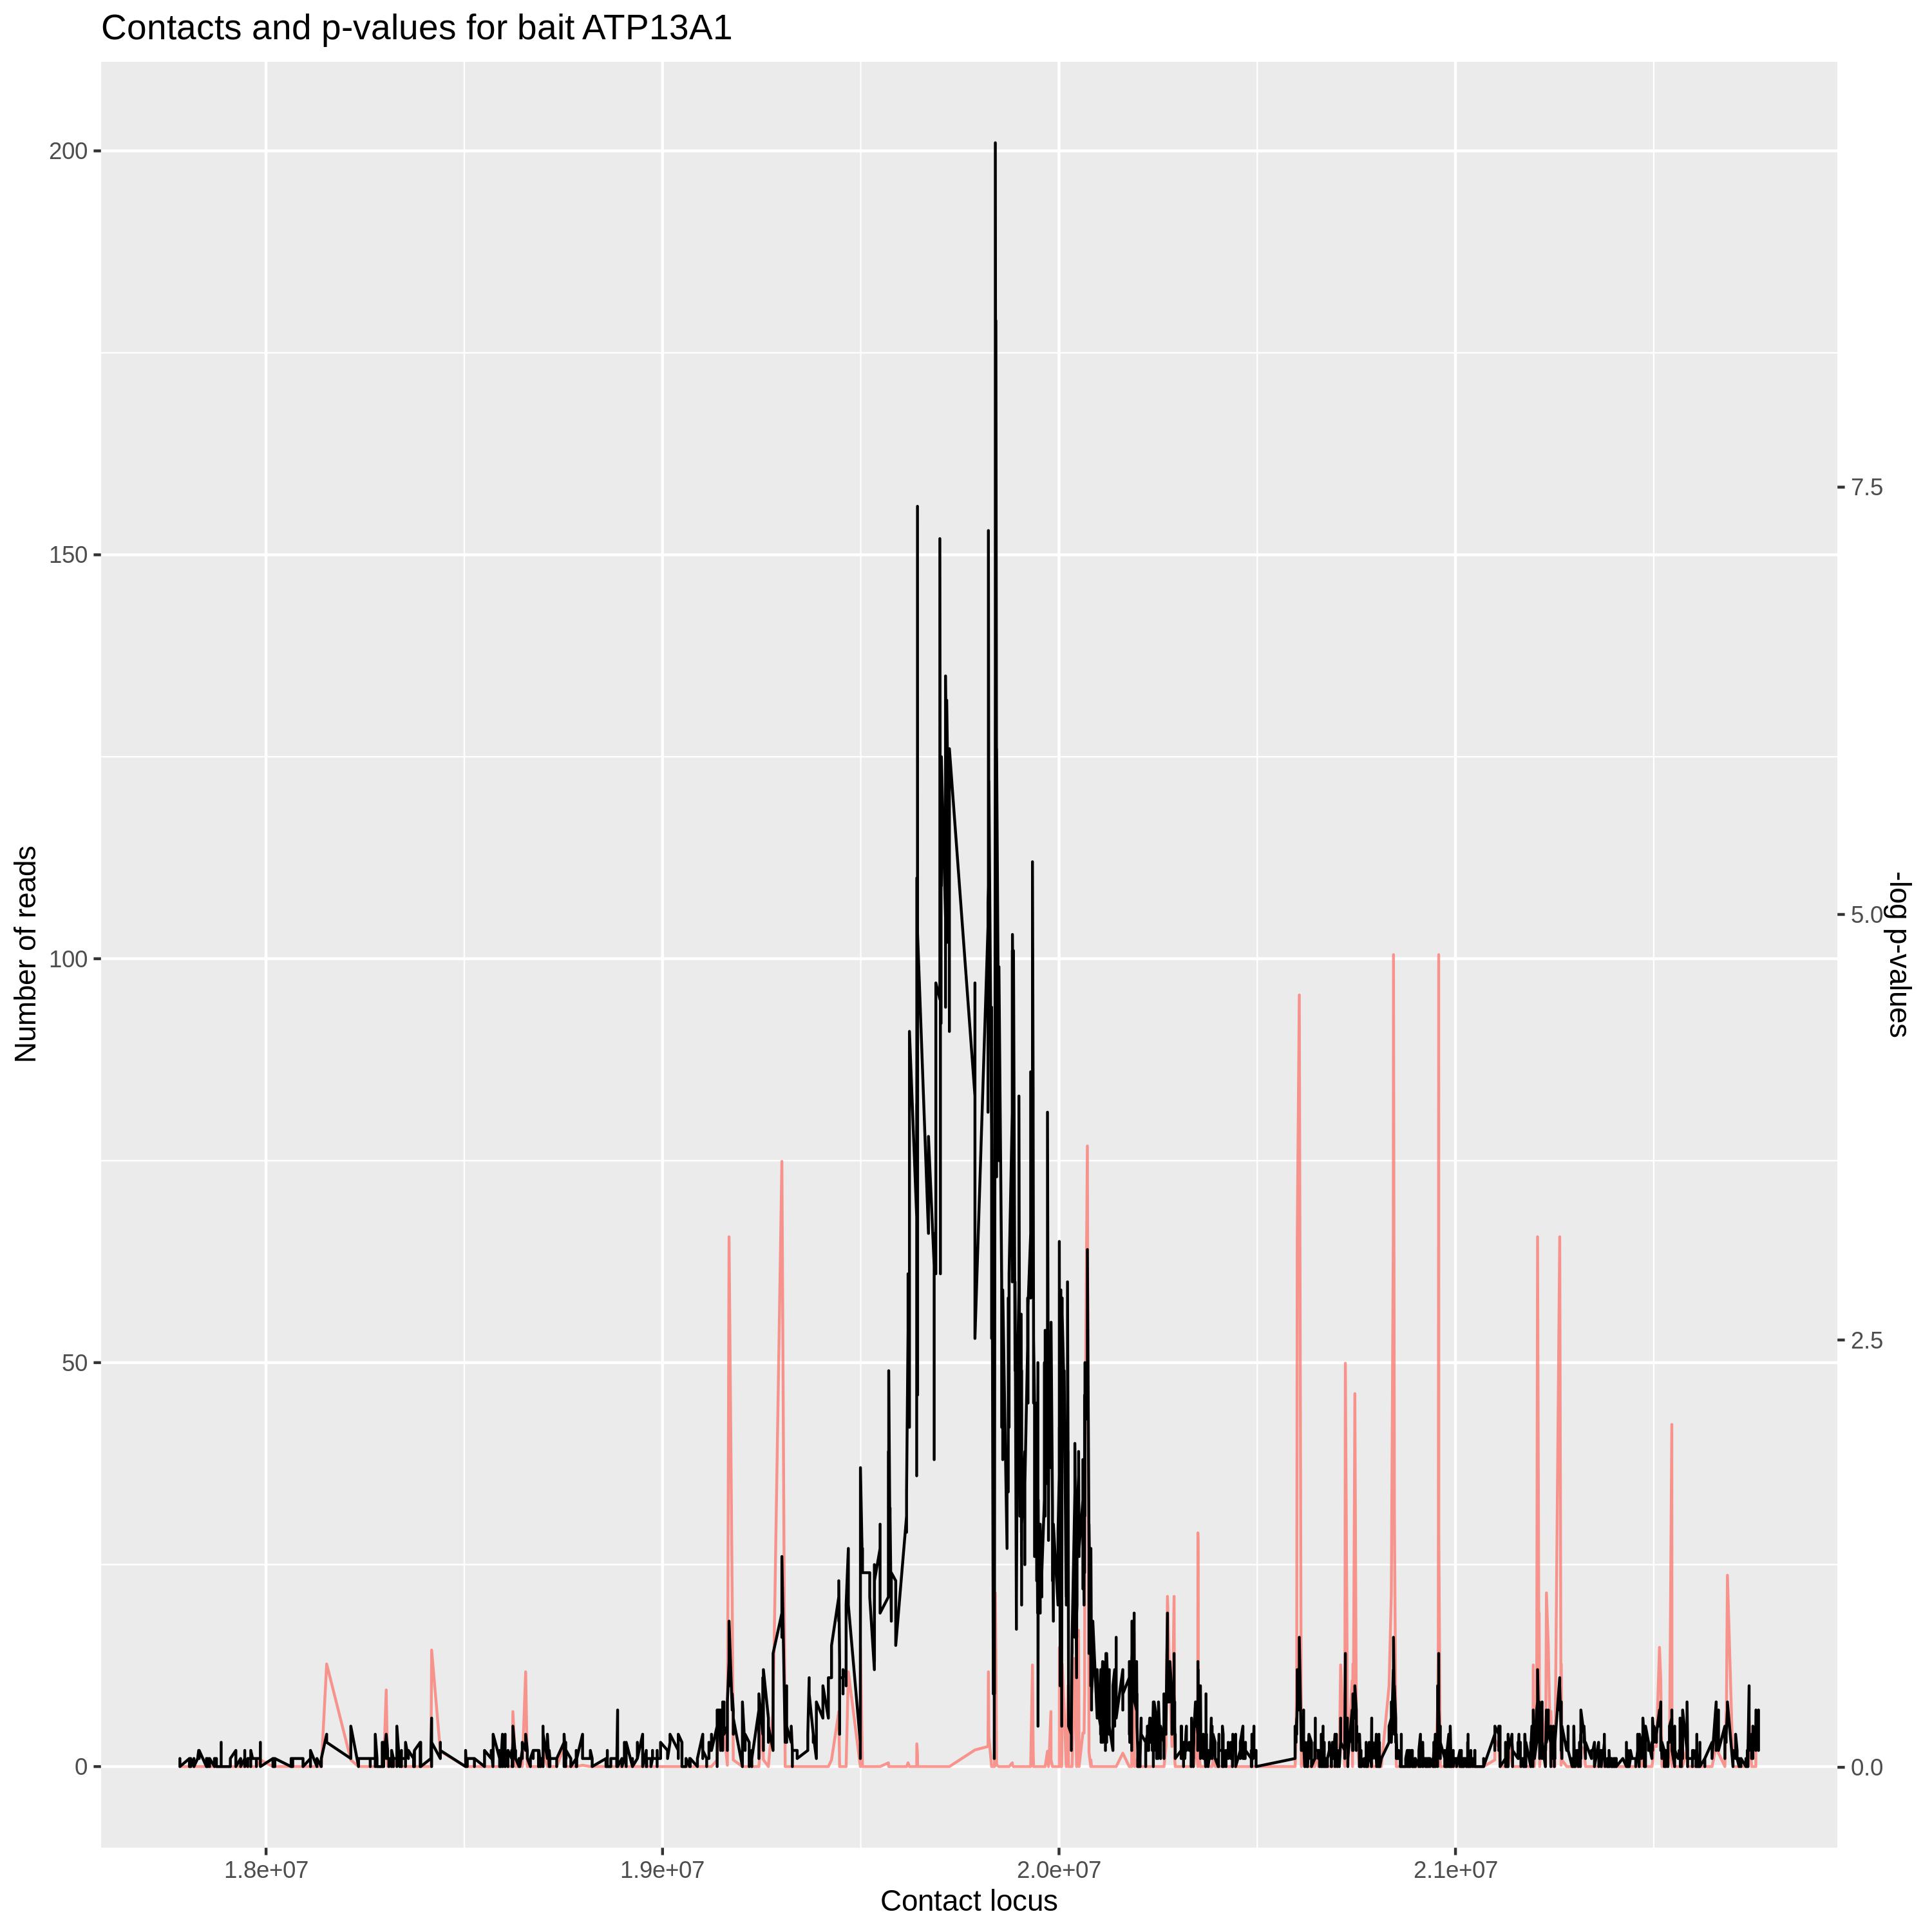 Contacts and p-values for bait ATP13A1
200
150
100
50
0
Number of reads
7.5
5.0
2.5
0.0
-log p-values
1.8e+07
1.9e+07
2.0e+07
2.1e+07
Contact locus